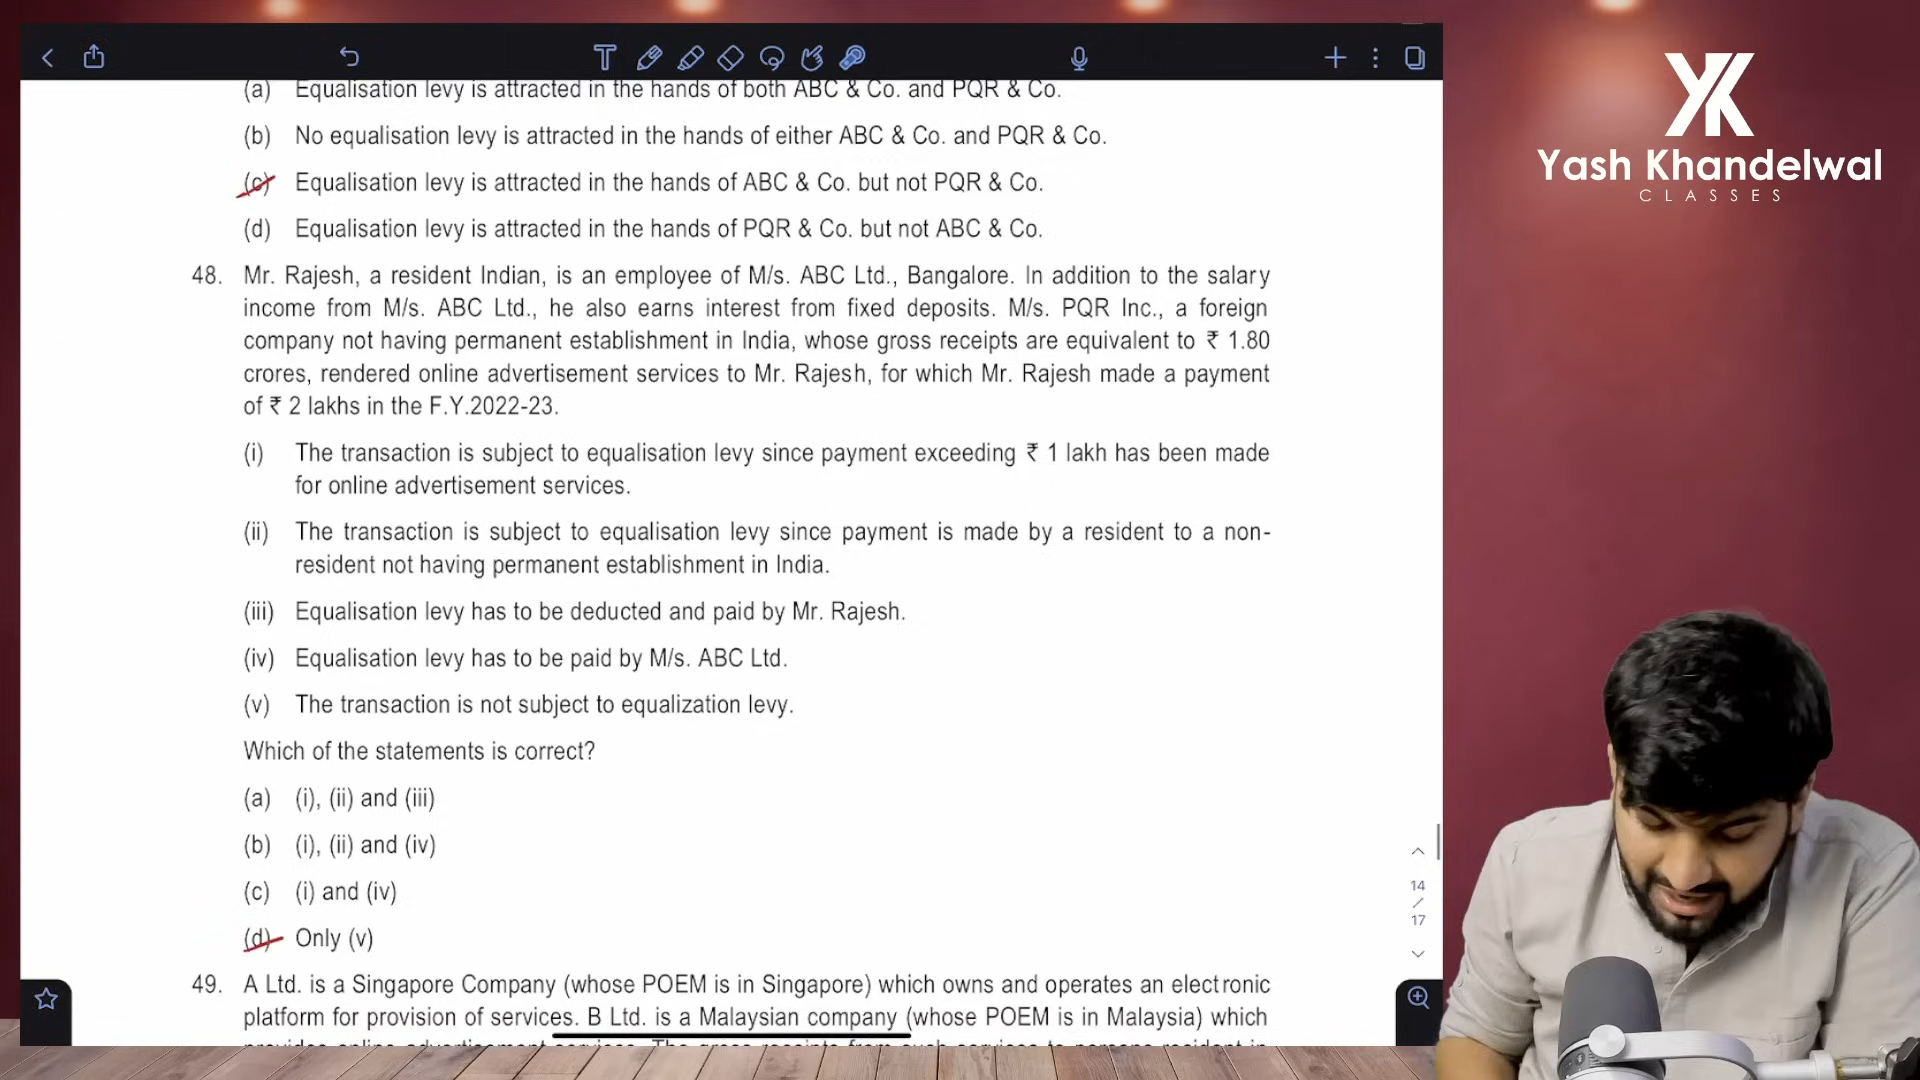 (a) Equalisation levy is attracted in the hands of both ABC & Co. and PQR & Co.
(b) No equalisation levy is attracted in the hands of either ABC & Co. and PQR & Co.
(c) Equalisation levy is attracted in the hands of ABC & Co. but not PQR & Co.
(d) Equalisation levy is attracted in the hands of PQR & Co. but not ABC & Co.
48. Mr. Rajesh, a resident Indian, is an employee of M/s. ABC Ltd., Bangalore. In addition to the salary
income from M/s. ABC Ltd., he also earns interest from fixed deposits. M/s. PQR Inc., a foreign
company not having permanent establishment in India, whose gross receipts are equivalent to ₹ 1.80
crores, rendered online advertisement services to Mr. Rajesh, for which Mr. Rajesh made a payment
of ₹ 2 lakhs in the F.Y.2022-23.
(i) The transaction is subject to equalisation levy since payment exceeding ₹ 1 lakh has been made
for online advertisement services.
(ii) The transaction is subject to equalisation levy since payment is made by a resident to a non-
resident not having permanent establishment in India.
(iii) Equalisation levy has to be deducted and paid by Mr. Rajesh.
(iv) Equalisation levy has to be paid by M/s. ABC Ltd.
(v) The transaction is not subject to equalization levy.
Which of the statements is correct?
(a) (i), (ii) and (iii)
(b) (i), (ii) and (iv)
(c) (i) and (iv)
(d) Only (v)
49. A Ltd. is a Singapore Company (whose POEM is in Singapore) which owns and operates an electronic
platform for provision of services. B Ltd. is a Malaysian company (whose POEM is in Malaysia) which
14
/
17
YK
Yash Khandelwal
CLASSES